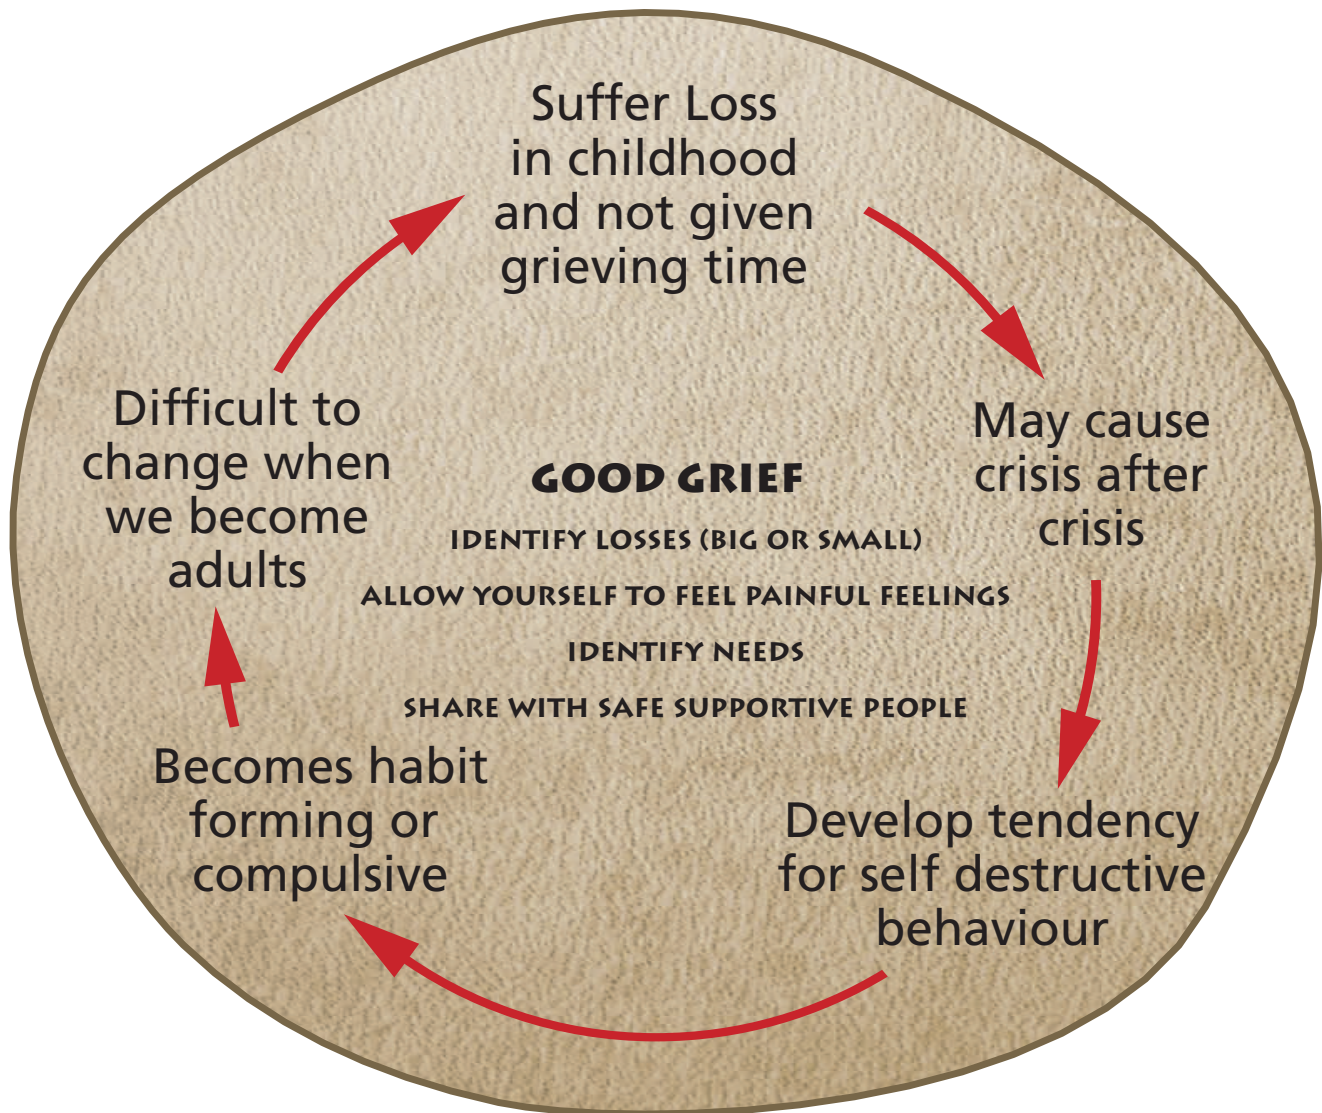 Suffer Loss
in childhood
and not given
grieving time
May cause
crisis after
crisis
Develop tendency
for self destructive
behaviour
Becomes habit
forming or
compulsive
Difficult to
change when
we become
adults
GOOD GRIEF
IDENTIFY LOSSES (BIG OR SMALL)
ALLOW YOURSELF TO FEEL PAINFUL FEELINGS
IDENTIFY NEEDS
SHARE WITH SAFE SUPPORTIVE PEOPLE